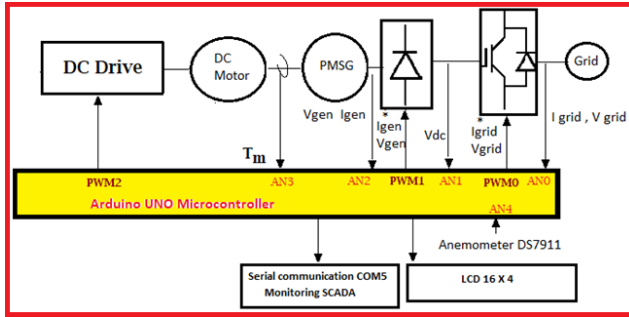 DC Drive
DC
Motor
PMSG
Grid
Vgen Igen
*
Igen
Vgen
Vdc
*
Igrid
Vgrid
I grid , V grid
Tm
PWM2
AN3
AN2
PWM1
AN1
PWM0
AN0
Arduino UNO Microcontroller
AN4
Anemometer DS7911
Serial communication COM5
Monitoring SCADA
LCD 16 X 4